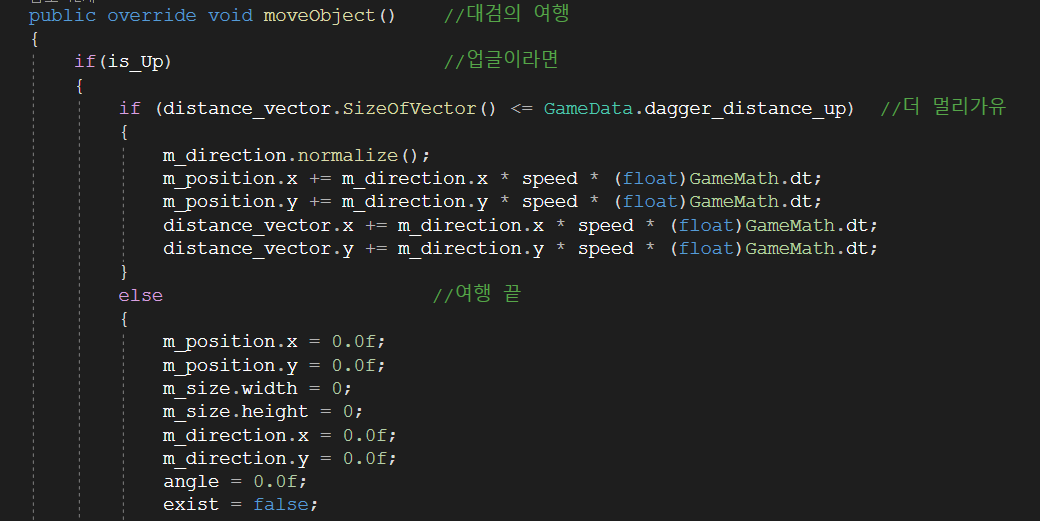 public override void moveObject()    //대검의 여행
{
    if(is_Up)                        //업글이라면
    {
        if (distance_vector.SizeOfVector() <= GameData.dagger_distance_up)  //더 멀리가유
        {
            m_direction.normalize();
            m_position.x += m_direction.x * speed * (float)GameMath.dt;
            m_position.y += m_direction.y * speed * (float)GameMath.dt;
            distance_vector.x += m_direction.x * speed * (float)GameMath.dt;
            distance_vector.y += m_direction.y * speed * (float)GameMath.dt;
        }
        else                        //여행 끝
        {
            m_position.x = 0.0f;
            m_position.y = 0.0f;
            m_size.width = 0;
            m_size.height = 0;
            m_direction.x = 0.0f;
            m_direction.y = 0.0f;
            angle = 0.0f;
            exist = false;